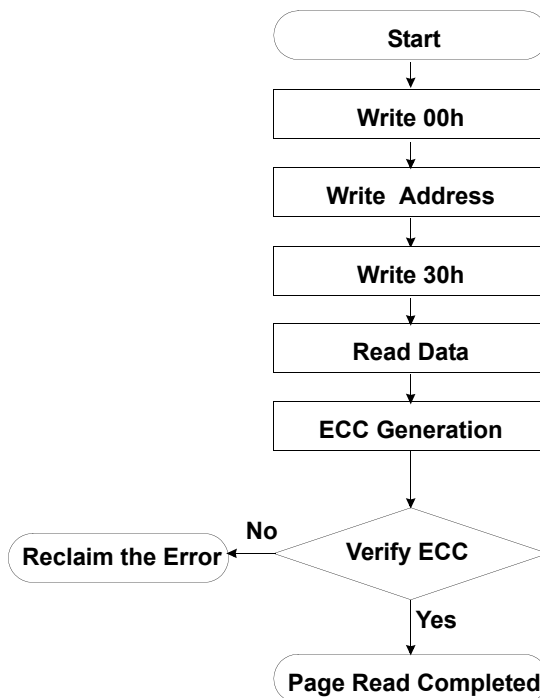 Start
Write 00h
Write Address
Write 30h
Read Data
ECC Generation
Verify ECC
No
Reclaim the Error
Yes
Page Read Completed